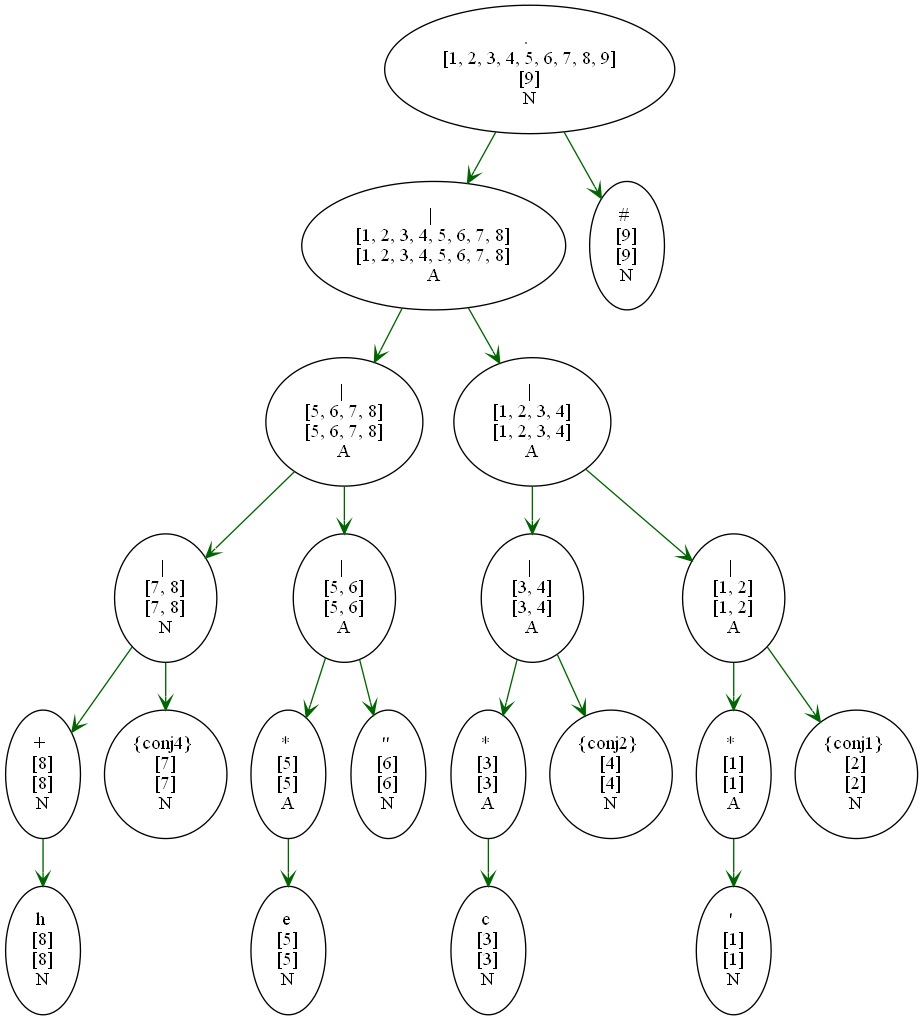 .
[1, 2, 3, 4, 5, 6, 7, 8, 9]
[9]
N
|
[1, 2, 3, 4, 5, 6, 7, 8]
[1, 2, 3, 4, 5, 6, 7, 8]
A
#
[9]
[9]
N
|
[5, 6, 7, 8]
[5, 6, 7, 8]
A
|
[1, 2, 3, 4]
[1, 2, 3, 4]
A
|
[7, 8]
[7, 8]
N
|
[5, 6]
[5, 6]
A
|
[3, 4]
[3, 4]
A
|
[1, 2]
[1, 2]
A
+
[8]
[8]
N
{conj4}
[7]
[7]
N
*
[5]
[5]
A
"
[6]
[6]
N
*
[3]
[3]
A
{conj2}
[4]
[4]
N
*
[1]
[1]
A
{conj1}
[2]
[2]
N
h
[8]
[8]
N
e
[5]
[5]
N
c
[3]
[3]
N
'
[1]
[1]
N